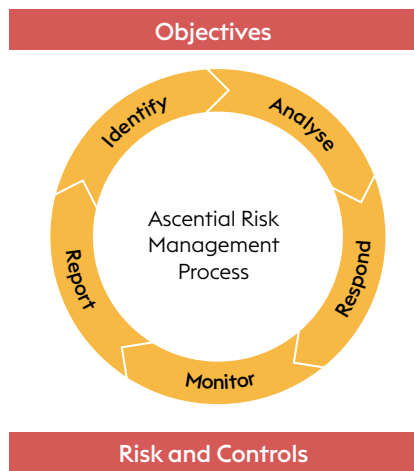 Objectives
Identify
Analyse
Respond
Monitor
Report
Ascential Risk
Management
Process
Risk and Controls